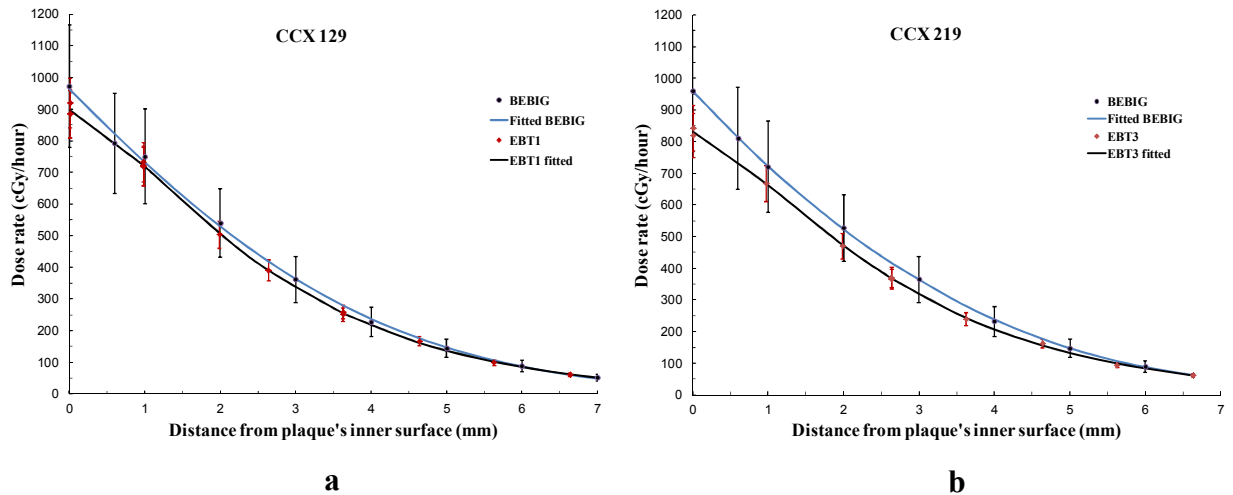 CCX 129
Dose rate (cGy/hour)
1200
1100
1000
900
800
700
600
500
400
300
200
100
0
0 1 2 3 4 5 6 7
Distance from plaque's inner surface (mm)
BEBIG
Fitted BEBIG
EBT1
EBT1 fitted
a
CCX 219
Dose rate (cGy/hour)
1200
1100
1000
900
800
700
600
500
400
300
200
100
0
0 1 2 3 4 5 6 7
Distance from plaque's inner surface (mm)
BEBIG
Fitted BEBIG
EBT3
EBT3 fitted
b